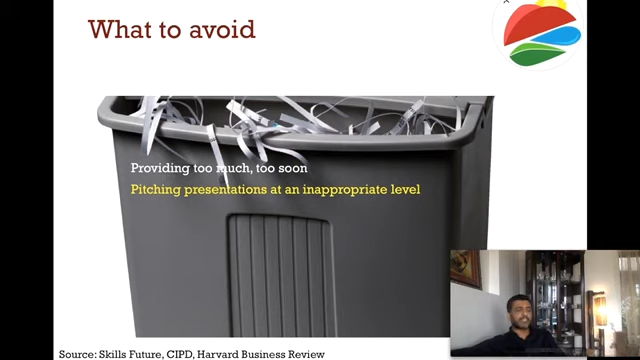 What to avoid
Providing too much, too soon
Pitching presentations at an inappropriate level
Source: Skills Future, CIPD, Harvard Business Review